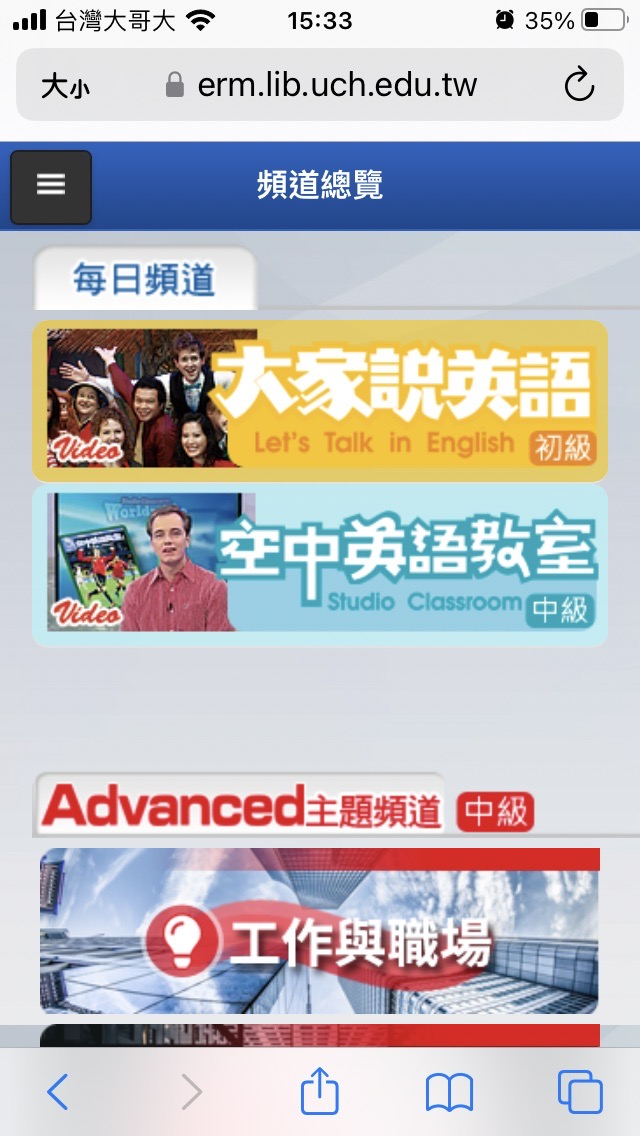 台灣大哥大 15:33 35%
大小 erm.lib.uch.edu.tw
頻道總覽
每日頻道
大家說英語
Video Let's Talk in English 初級
空中英語教室
Video Studio Classroom 中級
Advanced主題頻道 中級
工作與職場